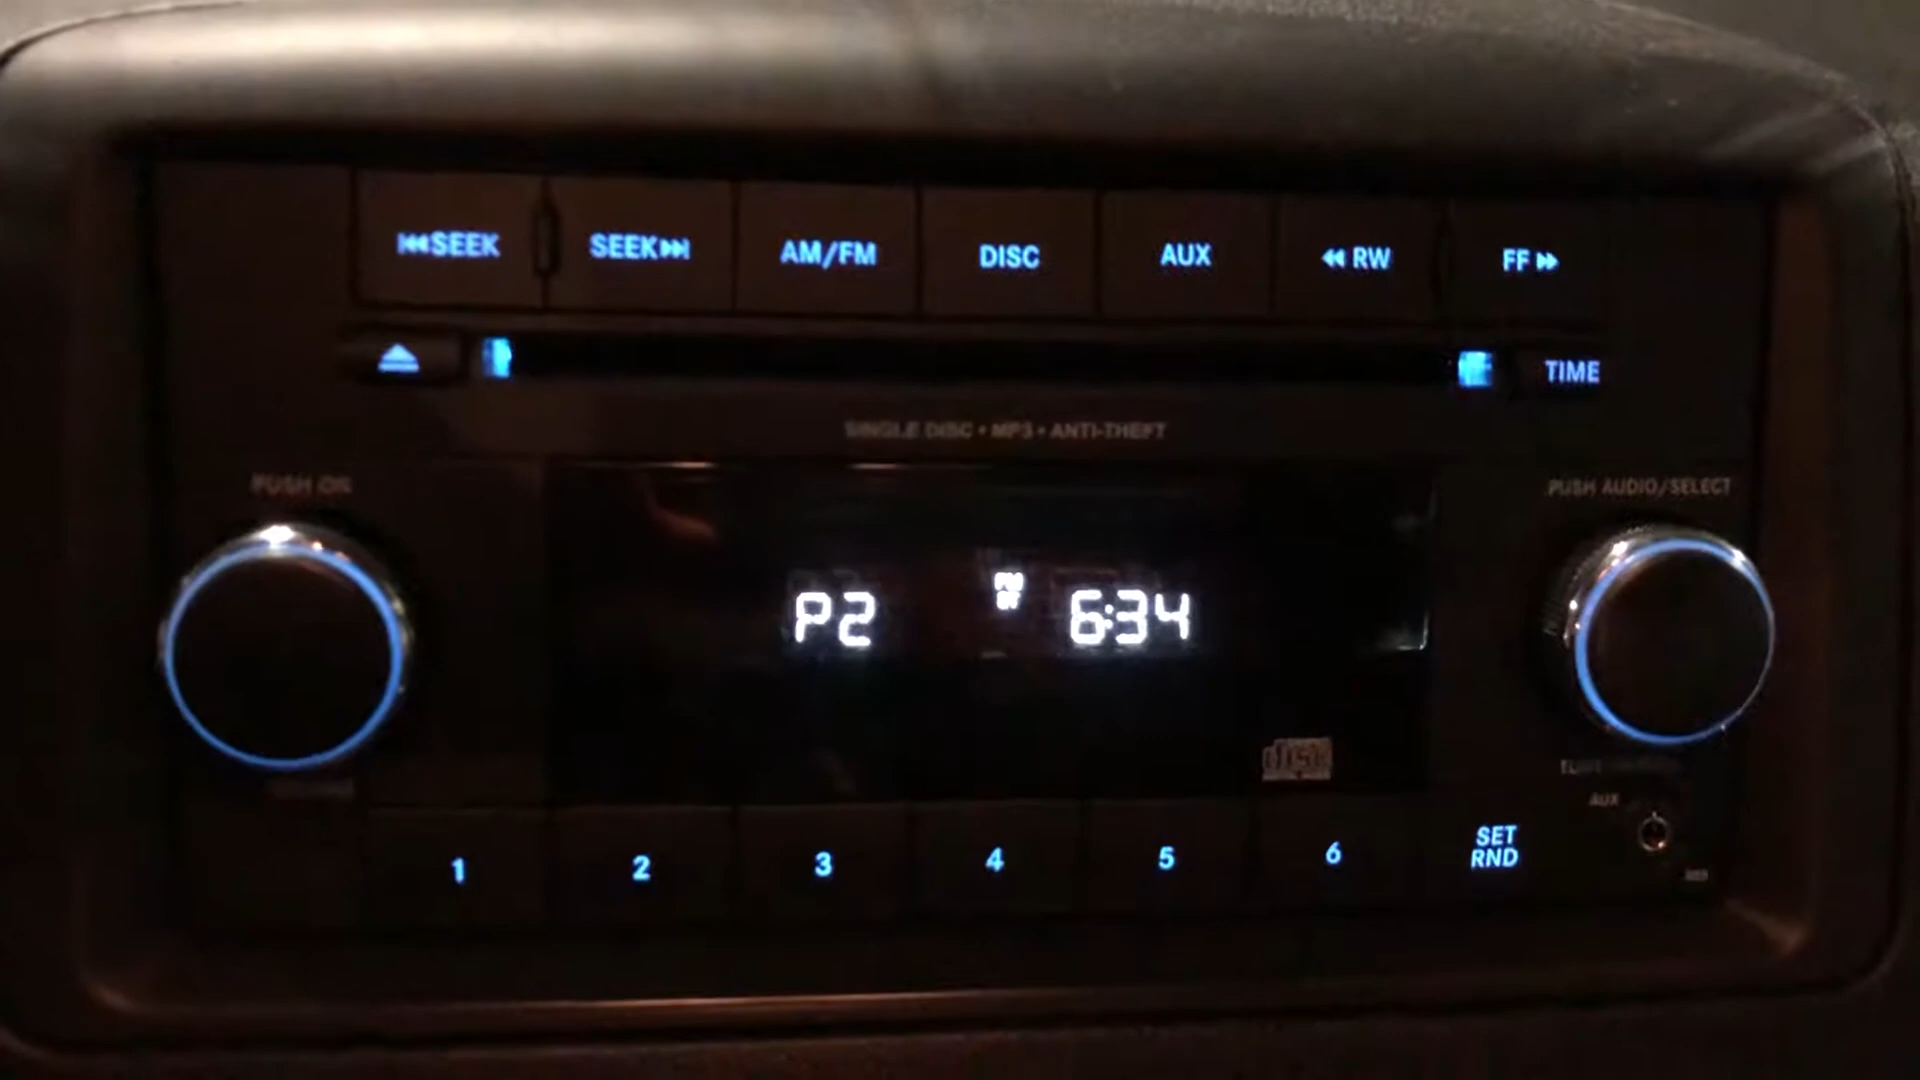 ⏮SEEK SEEK⏭ AM/FM DISC AUX ◀◀ RW FF ▶▶
TIME
SINGLE DISC • MP3 • ANTI-THEFT
PUSH ON
PUSH AUDIO/SELECT
P2 6:34
disc
AUX
1 2 3 4 5 6 SET
RND